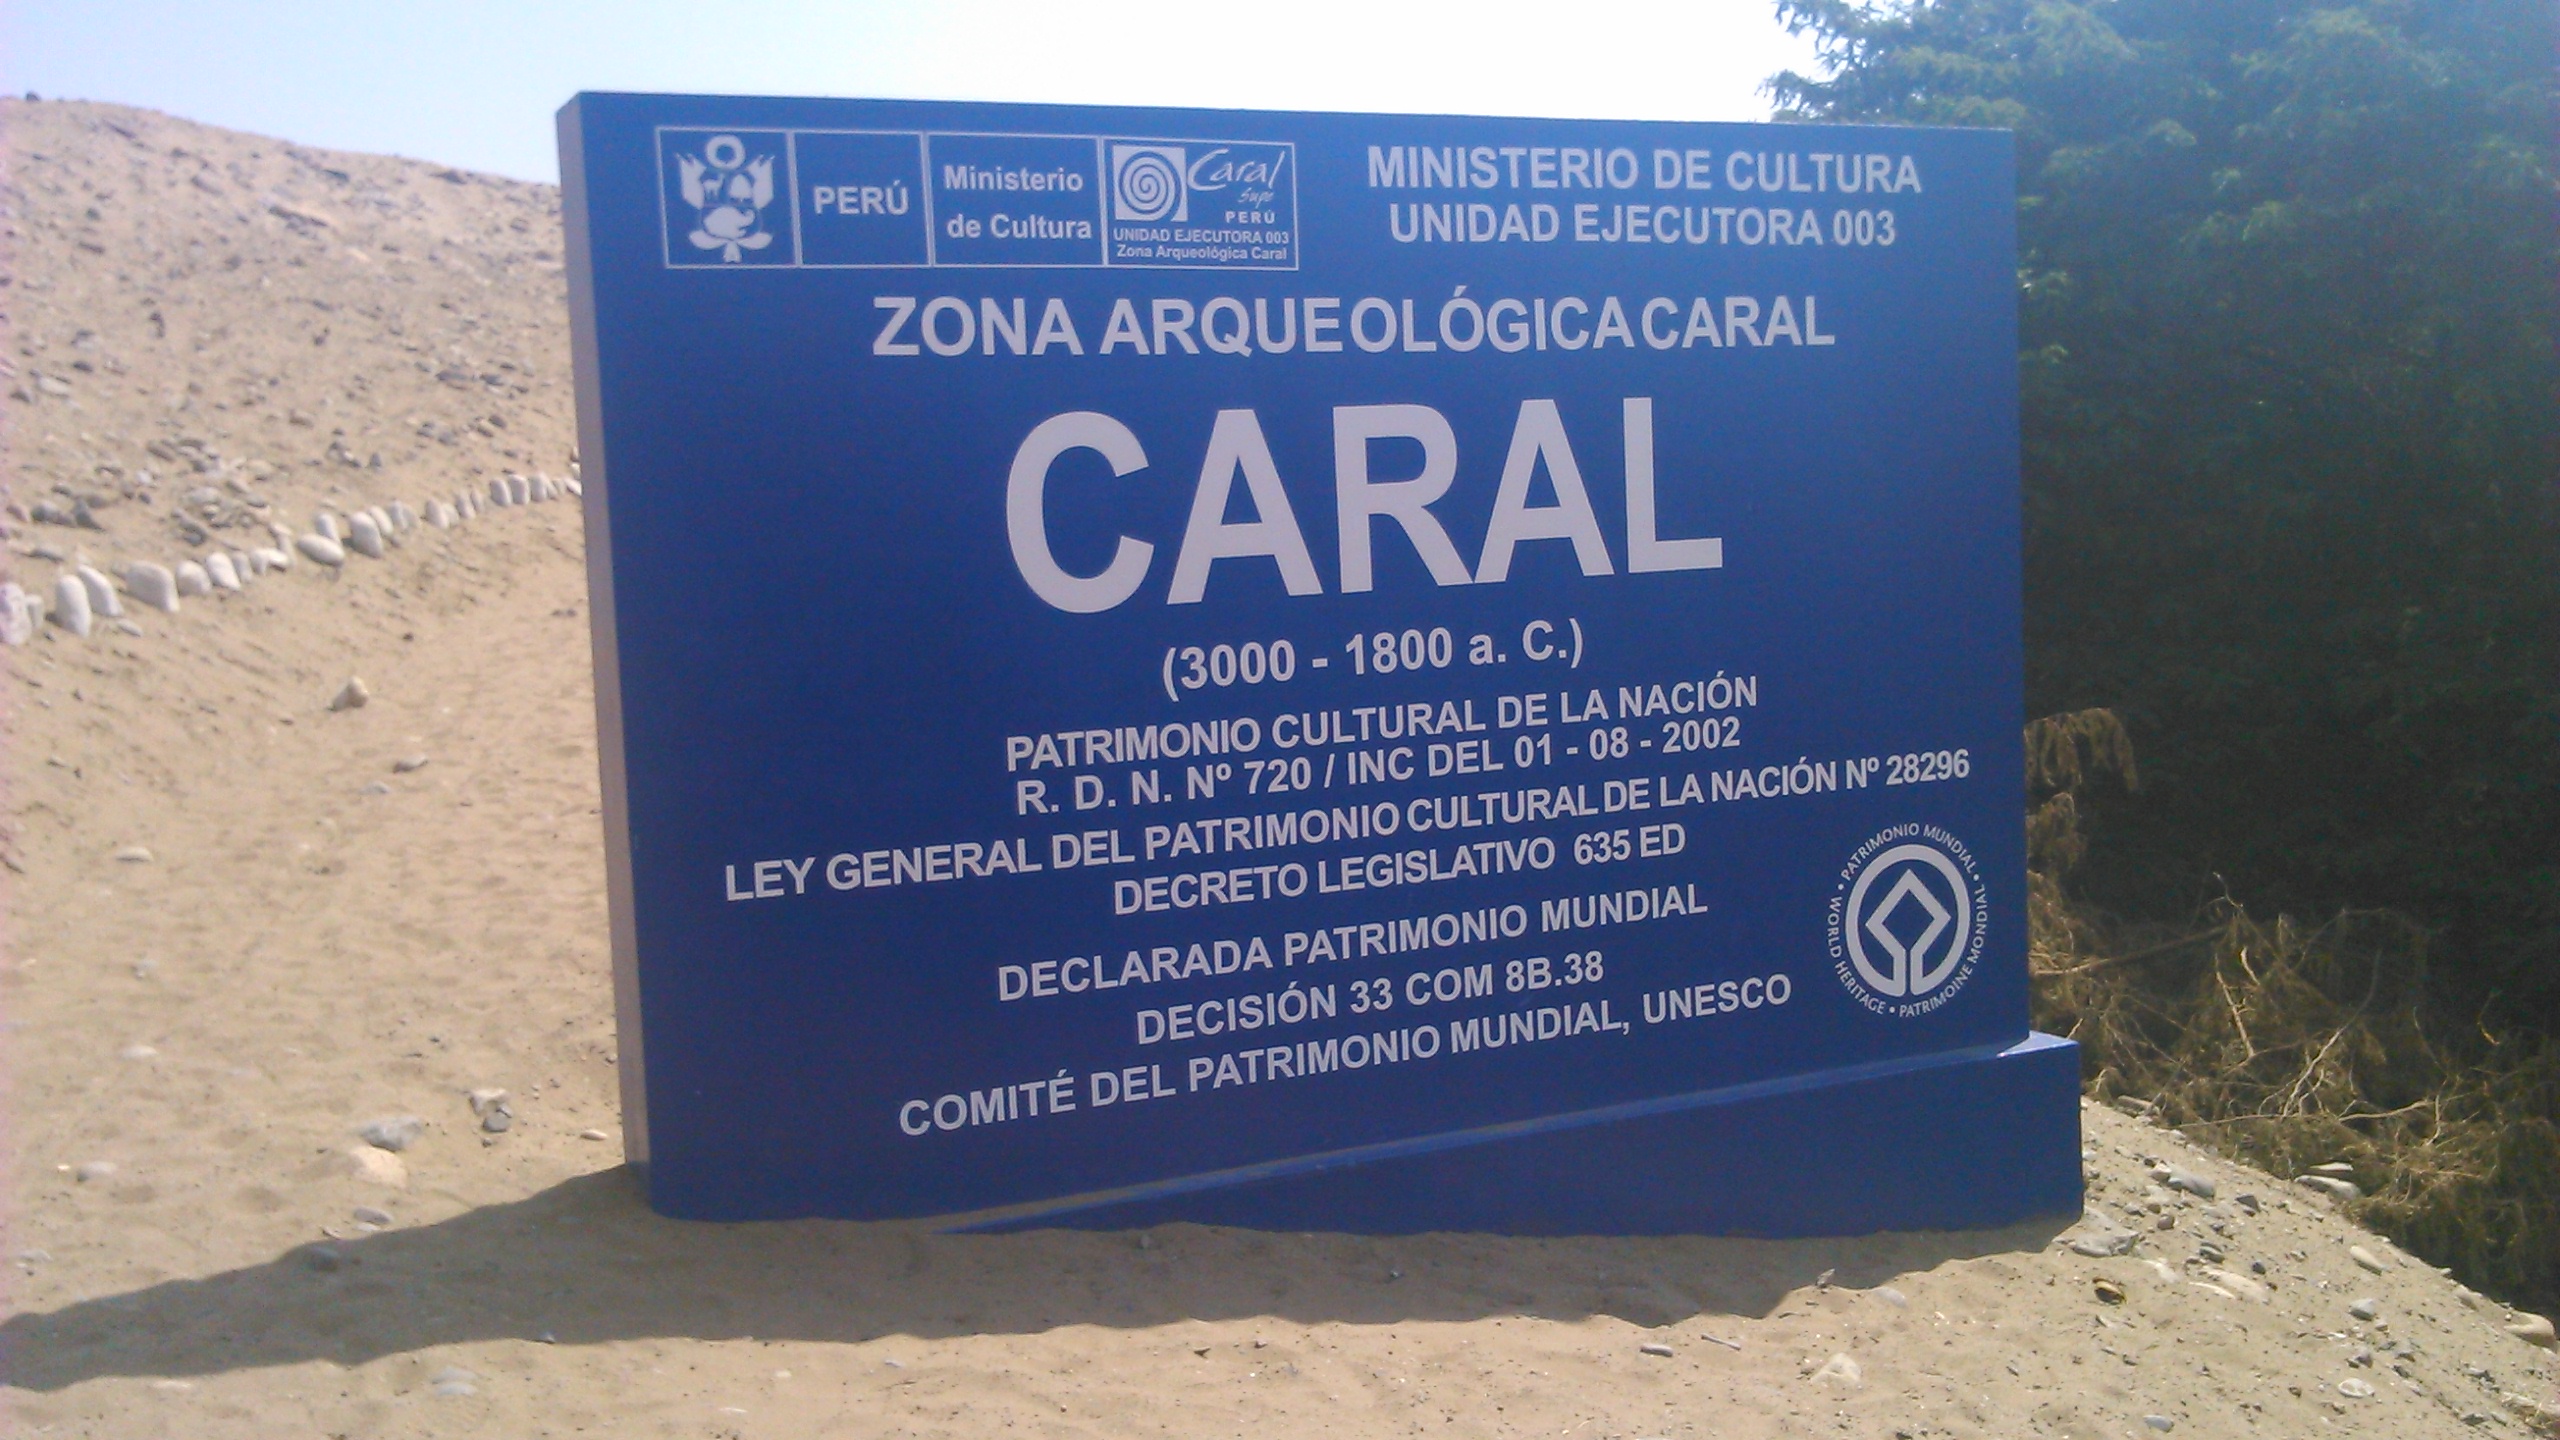 PERÚ
Ministerio
de Cultura
Caral
Supe
PERÚ
UNIDAD EJECUTORA 003
Zona Arqueológica Caral
MINISTERIO DE CULTURA
UNIDAD EJECUTORA 003
ZONA ARQUEOLÓGICA CARAL
CARAL
(3000 - 1800 a. C.)
PATRIMONIO CULTURAL DE LA NACIÓN
R. D. N. Nº 720 / INC DEL 01 - 08 - 2002
LEY GENERAL DEL PATRIMONIO CULTURAL DE LA NACIÓN Nº 28296
DECRETO LEGISLATIVO 635 ED
DECLARADA PATRIMONIO MUNDIAL
DECISIÓN 33 COM 8B.38
COMITÉ DEL PATRIMONIO MUNDIAL, UNESCO
PATRIMONIO MUNDIAL • WORLD HERITAGE • PATRIMOINE MONDIAL •